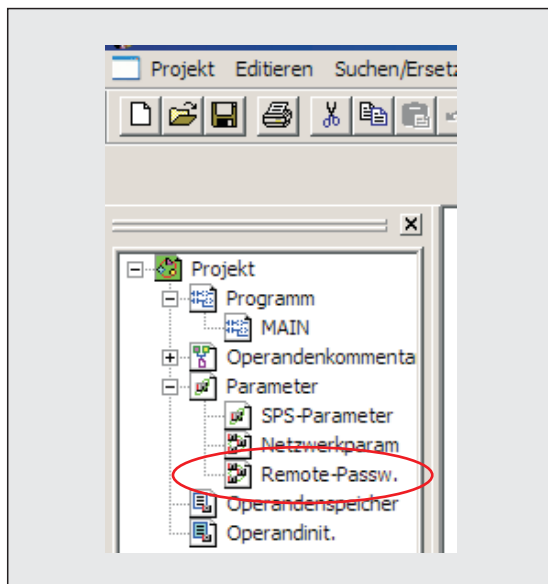 Projekt Editieren Suchen/Ersetz
Projekt
Programm
MAIN
Operandenkommenta
Parameter
SPS-Parameter
Netzwerkparam
Remote-Passw.
Operandenspeicher
Operandinit.